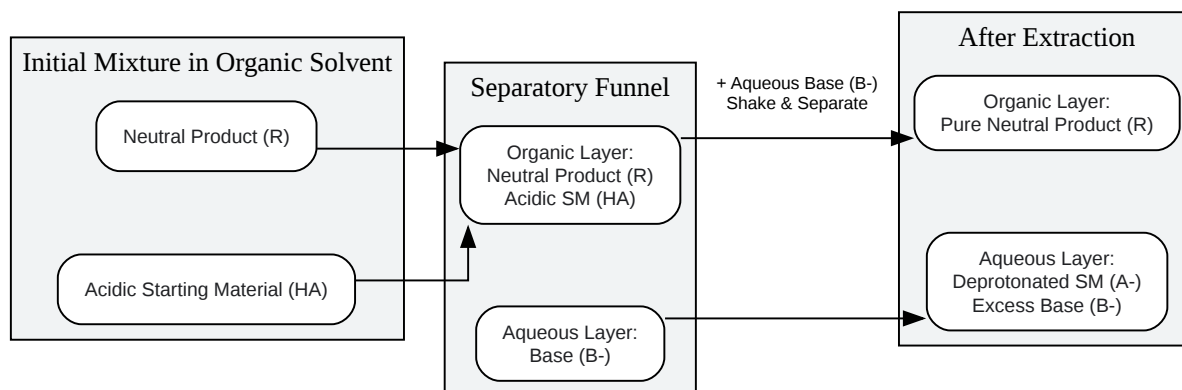 Initial Mixture in Organic Solvent
Neutral Product (R)
Acidic Starting Material (HA)
Separatory Funnel
Organic Layer:
Neutral Product (R)
Acidic SM (HA)
Aqueous Layer:
Base (B-)
+ Aqueous Base (B-)
Shake & Separate
After Extraction
Organic Layer:
Pure Neutral Product (R)
Aqueous Layer:
Deprotonated SM (A-)
Excess Base (B-)